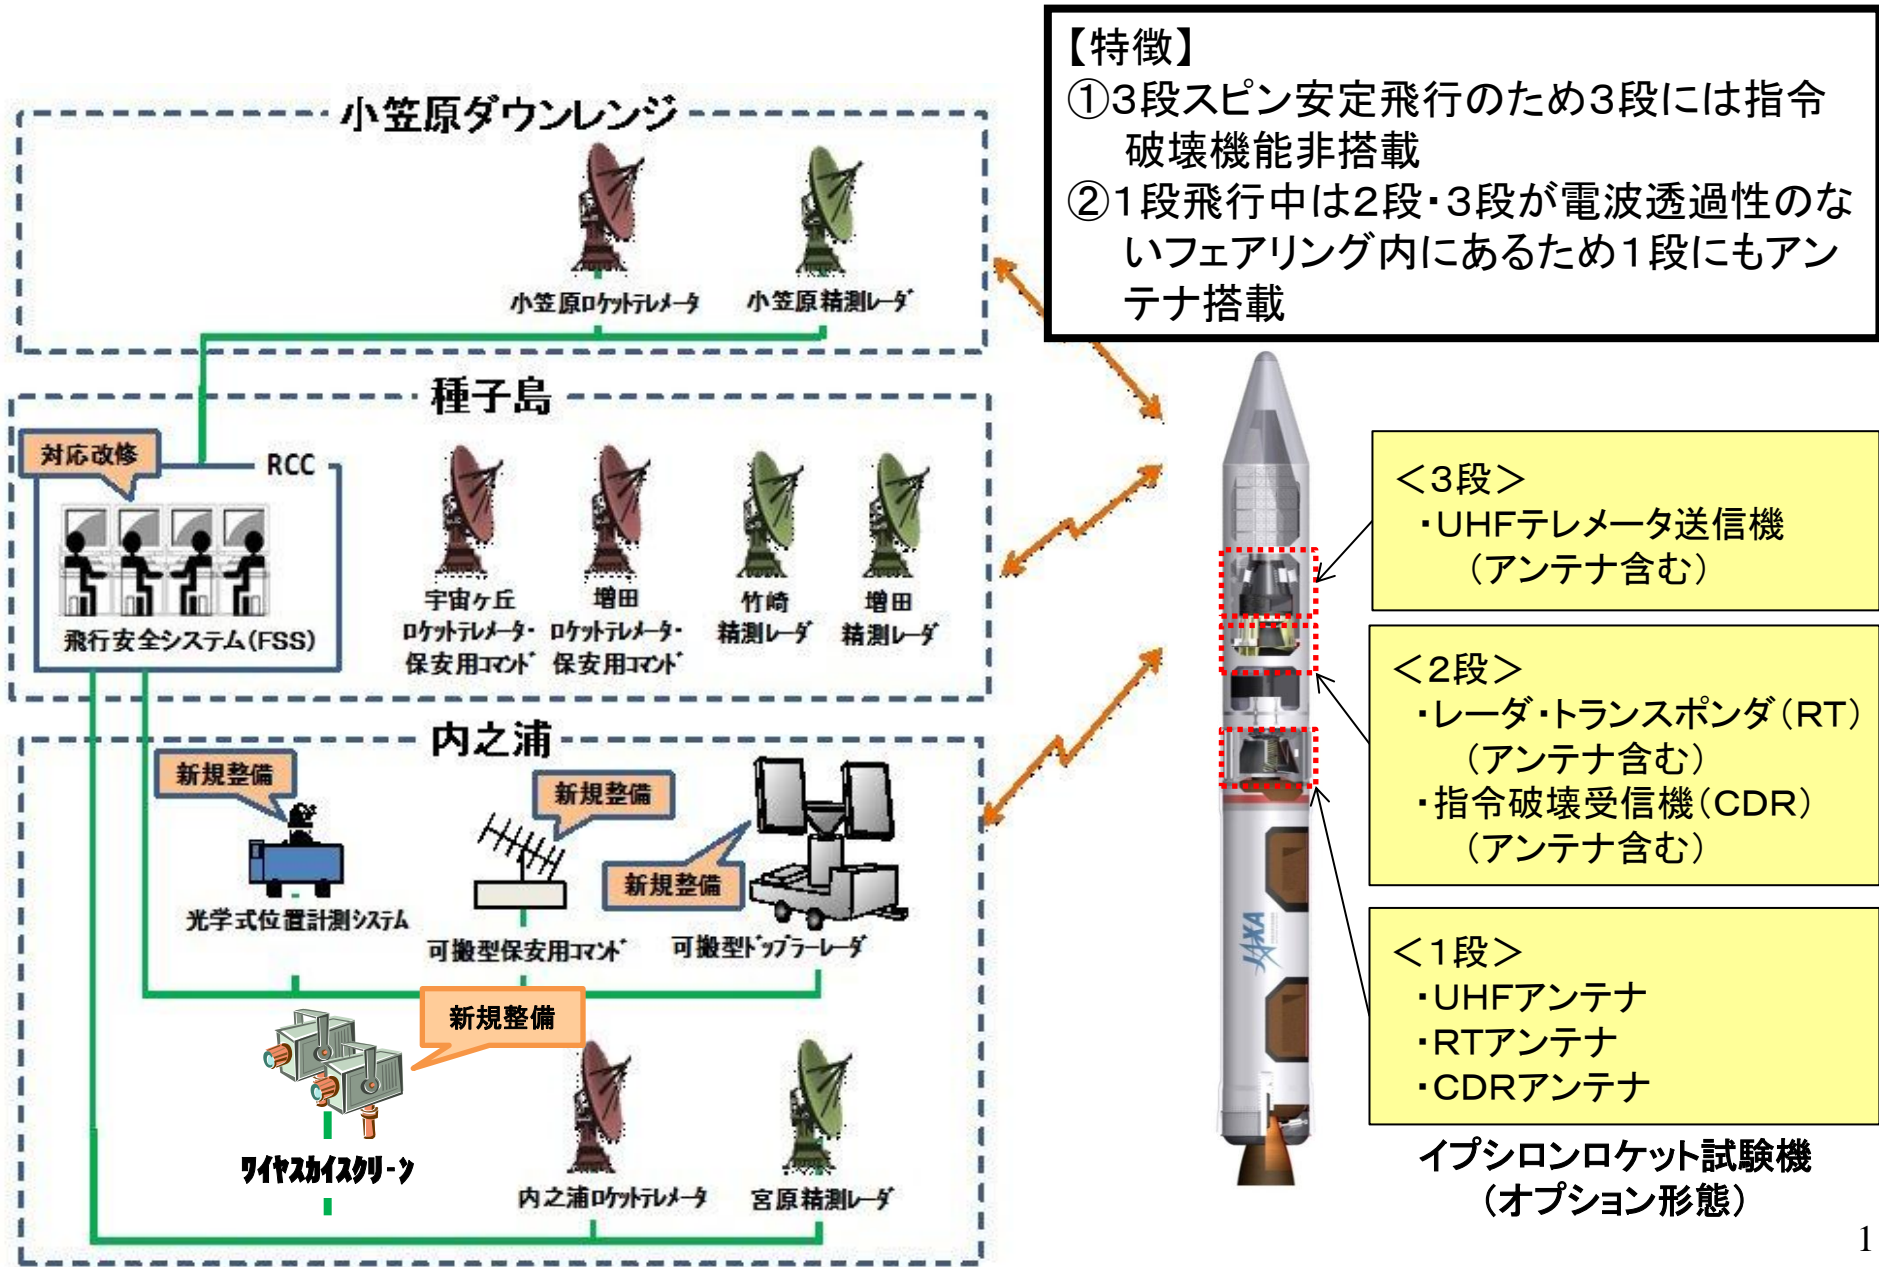 【特徴】
①3段スピン安定飛行のため3段には指令
破壊機能非搭載
②1段飛行中は2段・3段が電波透過性のな
いフェアリング内にあるため1段にもアン
テナ搭載
小笠原ダウンレンジ
小笠原ロケットテレメータ
小笠原精測レーダ
種子島
対応改修
RCC
飛行安全システム(FSS)
宇宙ヶ丘
ロケットテレメータ・
保安用コマンド
増田
ロケットテレメータ・
保安用コマンド
竹崎
精測レーダ
増田
精測レーダ
内之浦
新規整備
光学式位置計測システム
新規整備
可搬型保安用コマンド
新規整備
可搬型ドップラーレーダ
新規整備
ワイヤスカイスクリーン
内之浦ロケットテレメータ
宮原精測レーダ
<3段>
・UHFテレメータ送信機
(アンテナ含む)
<2段>
・レーダ・トランスポンダ(RT)
(アンテナ含む)
・指令破壊受信機(CDR)
(アンテナ含む)
<1段>
・UHFアンテナ
・RTアンテナ
・CDRアンテナ
JAXA
イプシロンロケット試験機
(オプション形態)
1